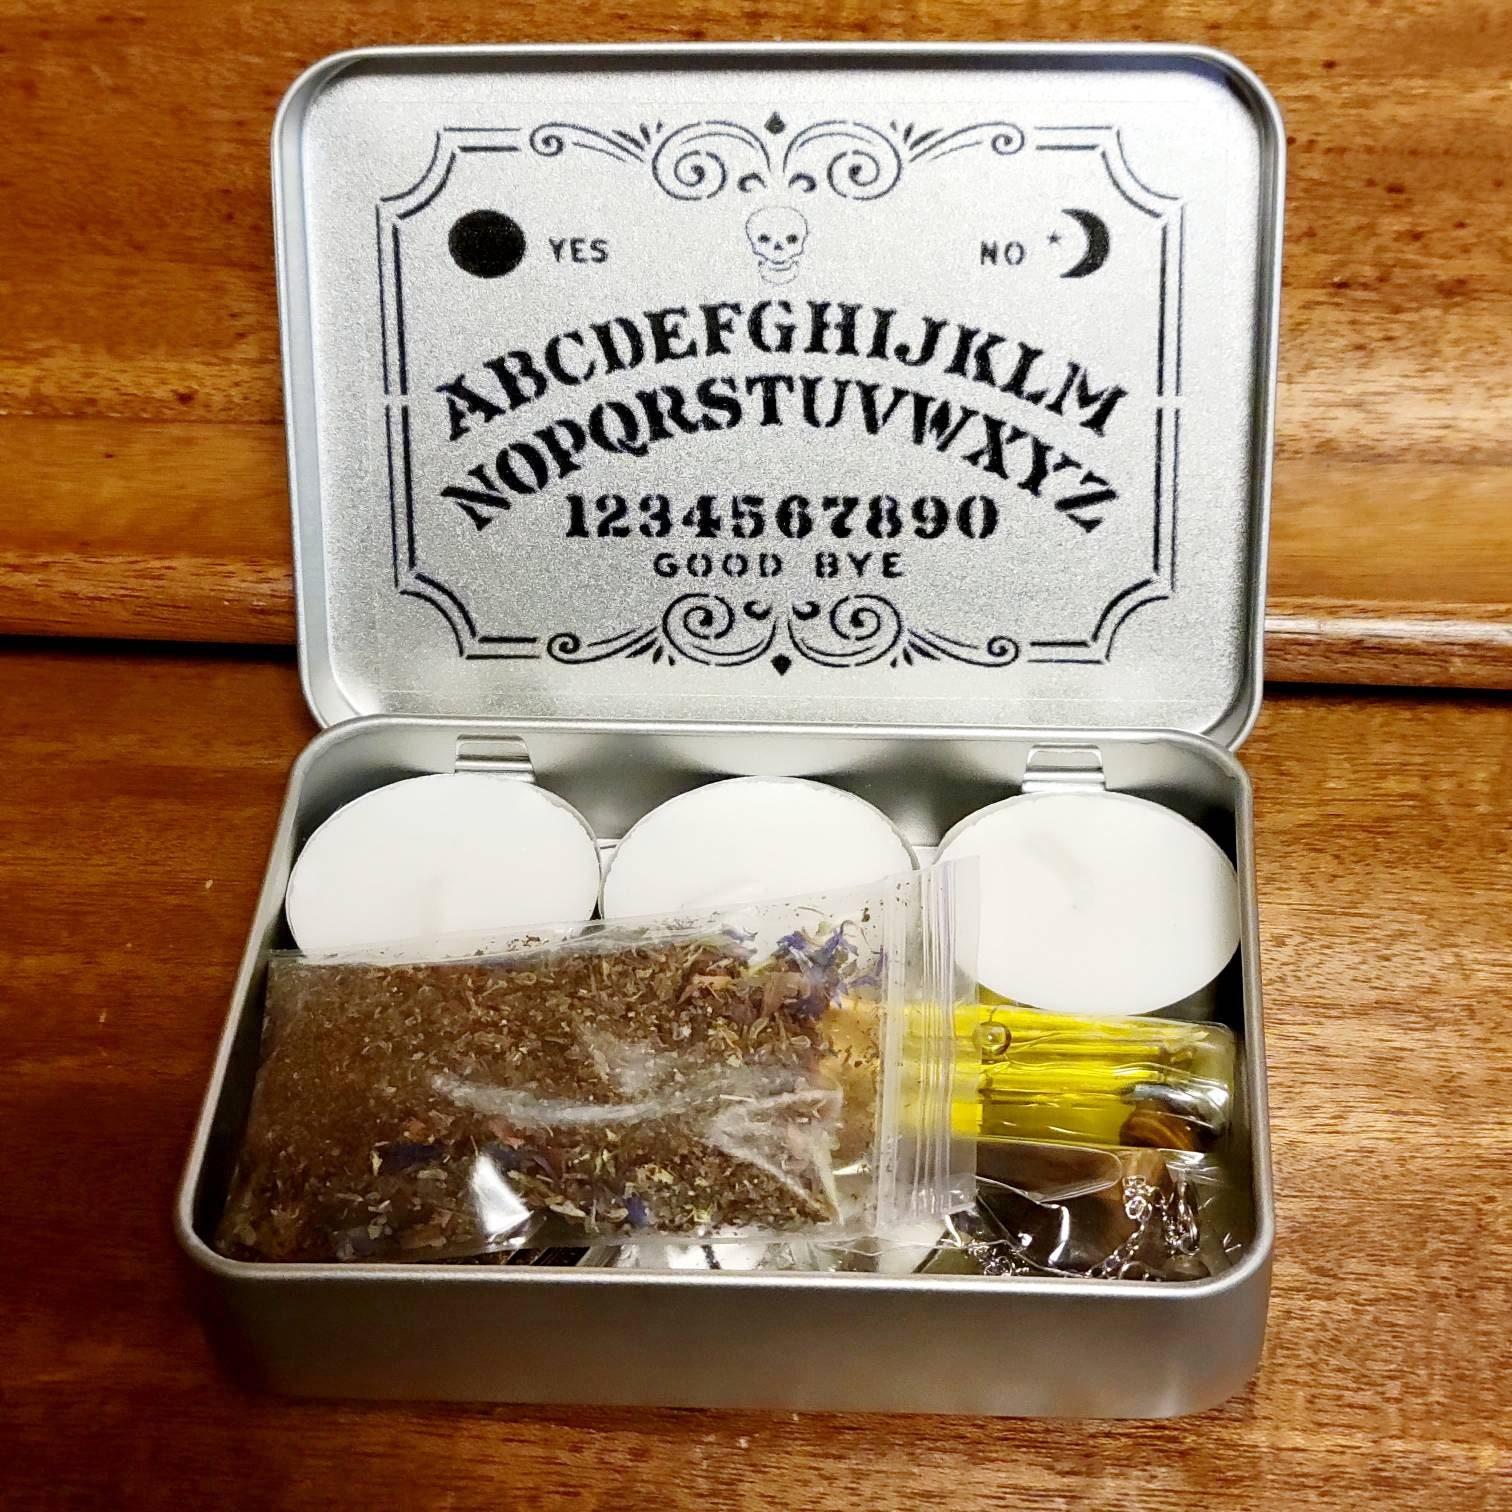 YES NO
ABCDEFGHIJKLM
NOPQRSTUVWXYZ
1234567890
GOOD BYE